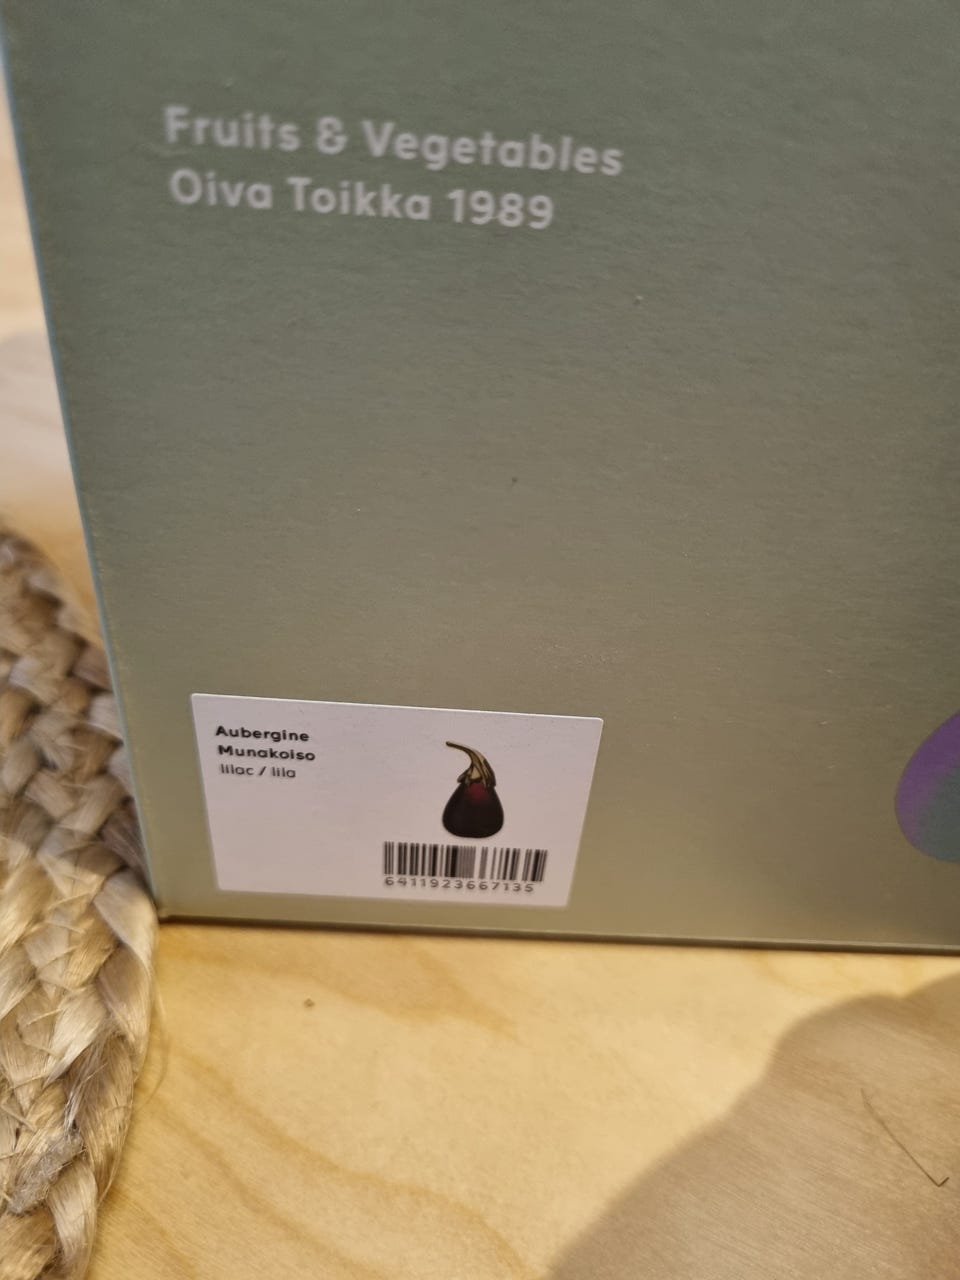 Fruits & Vegetables
Oiva Toikka 1989
Aubergine
Munakoiso
lilac / lila
6411923667135